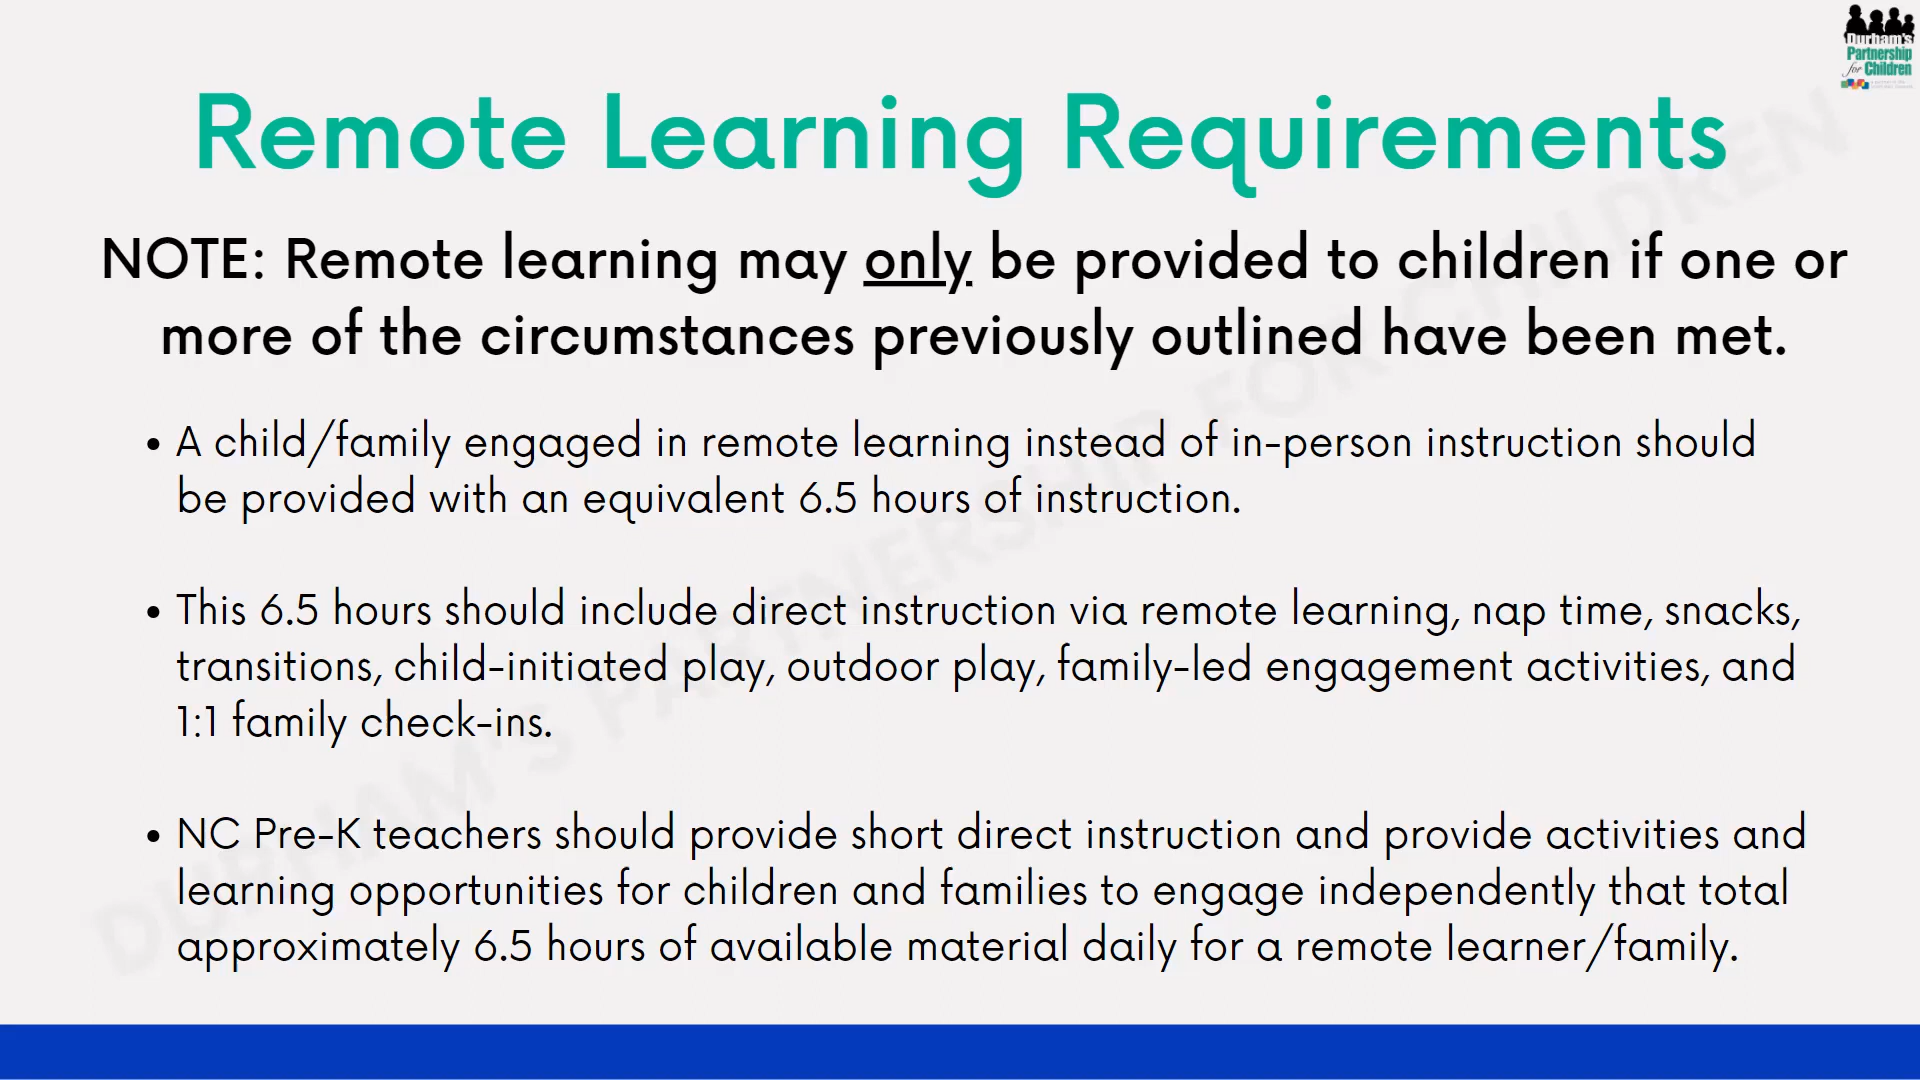 Durham's
Partnership
for Children
Remote Learning Requirements
NOTE: Remote learning may only be provided to children if one or
more of the circumstances previously outlined have been met.
• A child/family engaged in remote learning instead of in-person instruction should
be provided with an equivalent 6.5 hours of instruction.
• This 6.5 hours should include direct instruction via remote learning, nap time, snacks,
transitions, child-initiated play, outdoor play, family-led engagement activities, and
1:1 family check-ins.
• NC Pre-K teachers should provide short direct instruction and provide activities and
learning opportunities for children and families to engage independently that total
approximately 6.5 hours of available material daily for a remote learner/family.
DURHAM'S PARTNERSHIP FOR CHILDREN